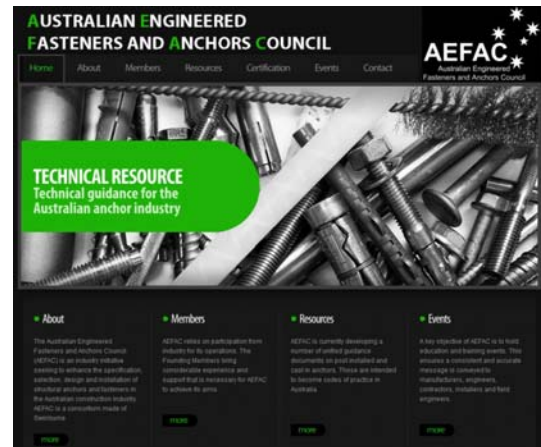 AUSTRALIAN ENGINEERED
FASTENERS AND ANCHORS COUNCIL
AEFAC
Australian Engineered
Fasteners and Anchors Council
Home About Members Resources Certification Events Contact
TECHNICAL RESOURCE
Technical guidance for the
Australian anchor industry
About
The Australian Engineered
Fasteners and Anchors Council
(AEFAC) is an industry initiative
seeking to enhance the specification,
selection, design and installation of
structural anchors and fasteners in
the Australian construction industry.
AEFAC is a consortium made of
Swinburne
more
Members
AEFAC relies on participation from
industry for its operations. The
Founding Members bring
considerable experience and
support that is necessary for AEFAC
to achieve its aims.
more
Resources
AEFAC is currently developing a
number of unified guidance
documents on post installed and
cast in anchors. These are intended
to become codes of practice in
Australia
more
Events
A key objective of AEFAC is to hold
education and training events. This
ensures a consistent and accurate
message is conveyed to
manufacturers, engineers,
contractors, installers and field
engineers.
more